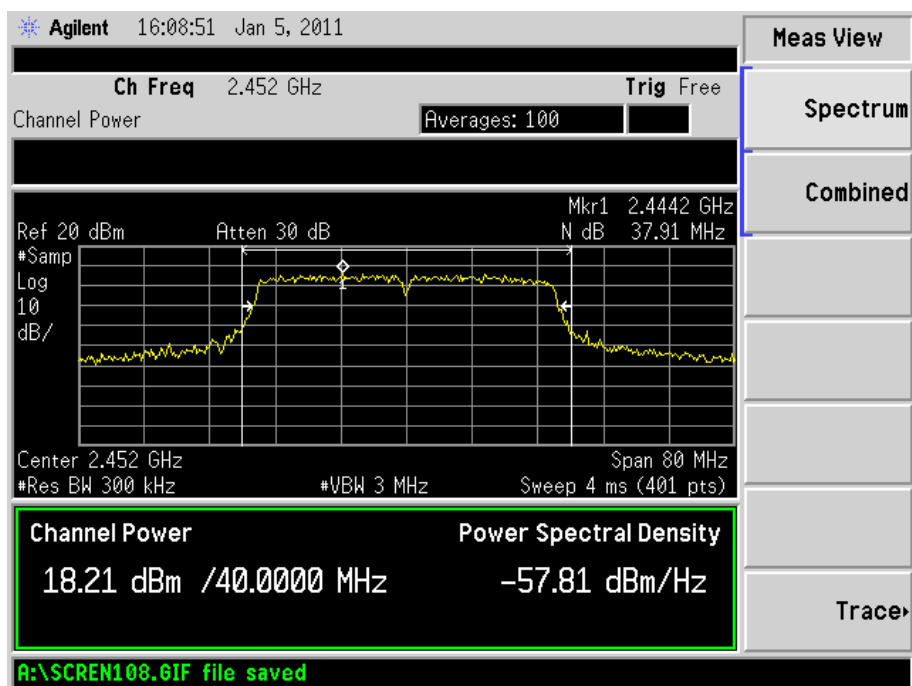 Agilent 16:08:51 Jan 5, 2011
Meas View
Ch Freq 2.452 GHz Trig Free
Channel Power Averages: 100
Spectrum
Combined
Mkr1 2.4442 GHz
Ref 20 dBm Atten 30 dB N dB 37.91 MHz
#Samp
Log
10
dB/
1
Center 2.452 GHz Span 80 MHz
#Res BW 300 kHz #VBW 3 MHz Sweep 4 ms (401 pts)
Channel Power Power Spectral Density
18.21 dBm /40.0000 MHz -57.81 dBm/Hz
Trace
A:\SCREN108.GIF file saved